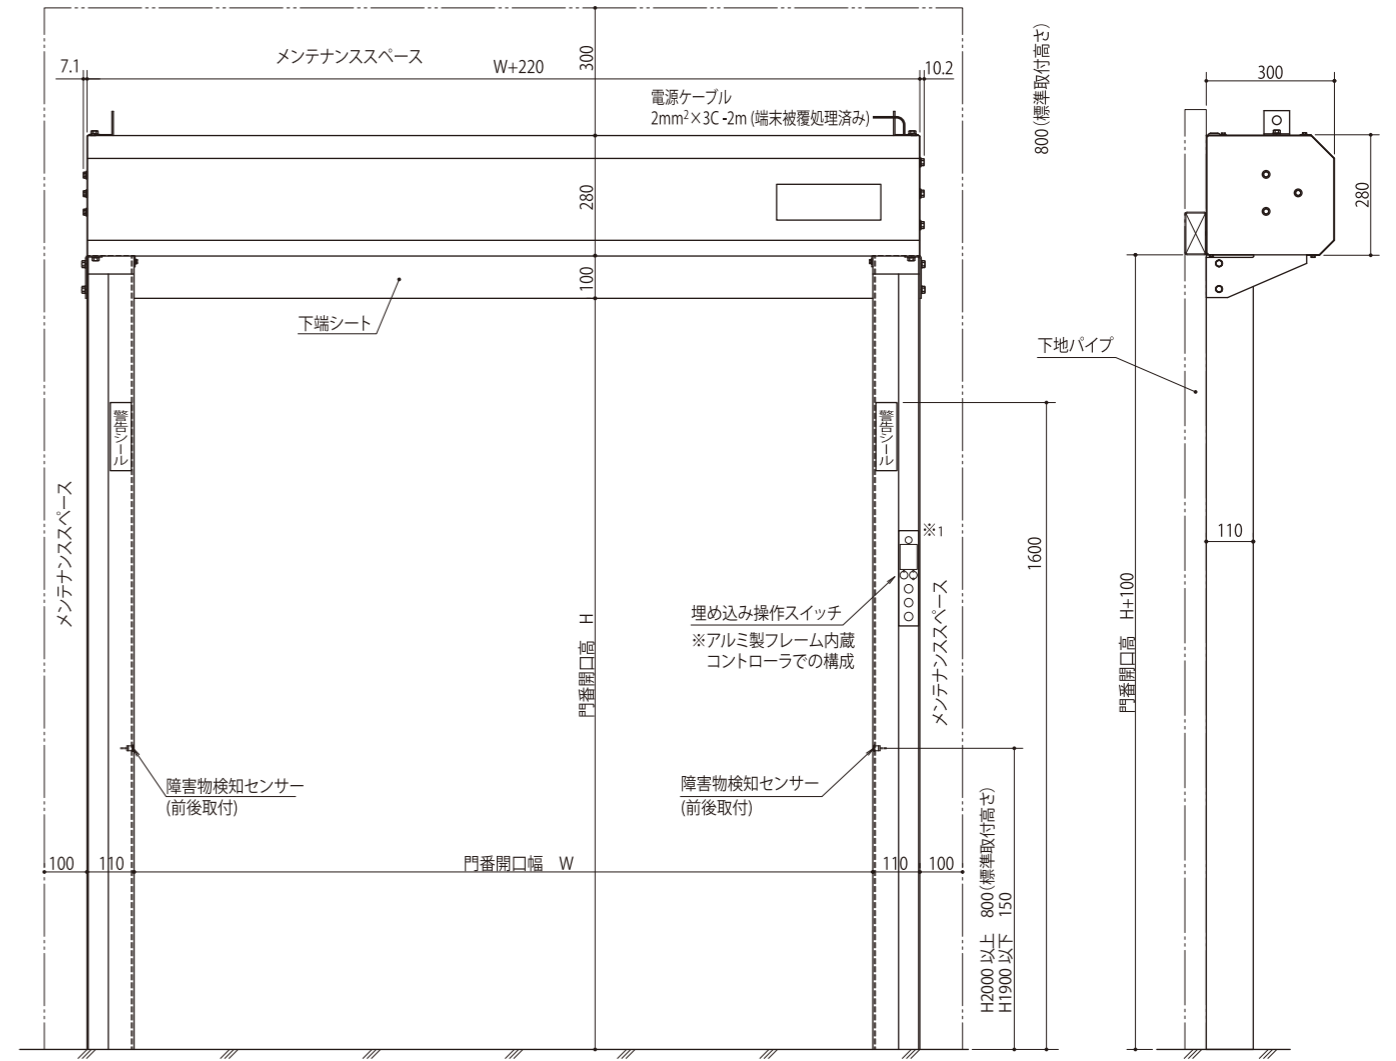 メンテナンススペース
300
800(標準取付高さ)
7.1
W+220
10.2
300
電源ケーブル
2mm²×3C -2m (端末被覆処理済み)
280
280
100
下端シート
下地パイプ
警告シール
警告シール
メンテナンススペース
※1
1600
110
埋め込み操作スイッチ
※アルミ製フレーム内蔵
コントローラでの構成
メンテナンススペース
門番開口高 H
門番開口高 H+100
障害物検知センサー
(前後取付)
障害物検知センサー
(前後取付)
H2000 以上 800(標準取付高さ)
H1900 以下 150
100
110
門番開口幅 W
110
100